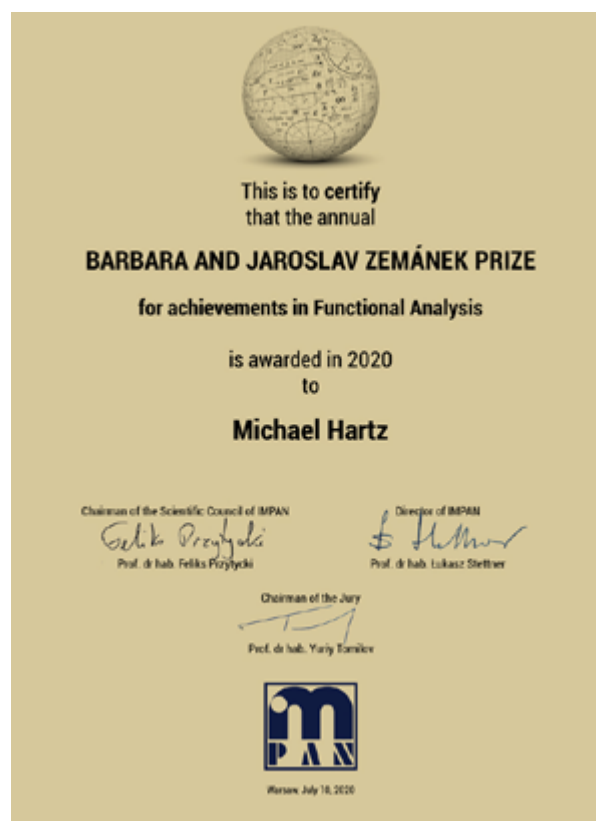 This is to certify
that the annual
BARBARA AND JAROSLAV ZEMÁNEK PRIZE
for achievements in Functional Analysis
is awarded in 2020
to
Michael Hartz
Chairman of the Scientific Council of IMPAN
Feliks Przytycki
Prof. dr hab. Feliks Przytycki
Director of IMPAN
Prof. dr hab. Łukasz Stettner
Chairman of the Jury
Prof. dr hab. Yuriy Tomilov
im
PAN
Warsaw, July 10, 2020